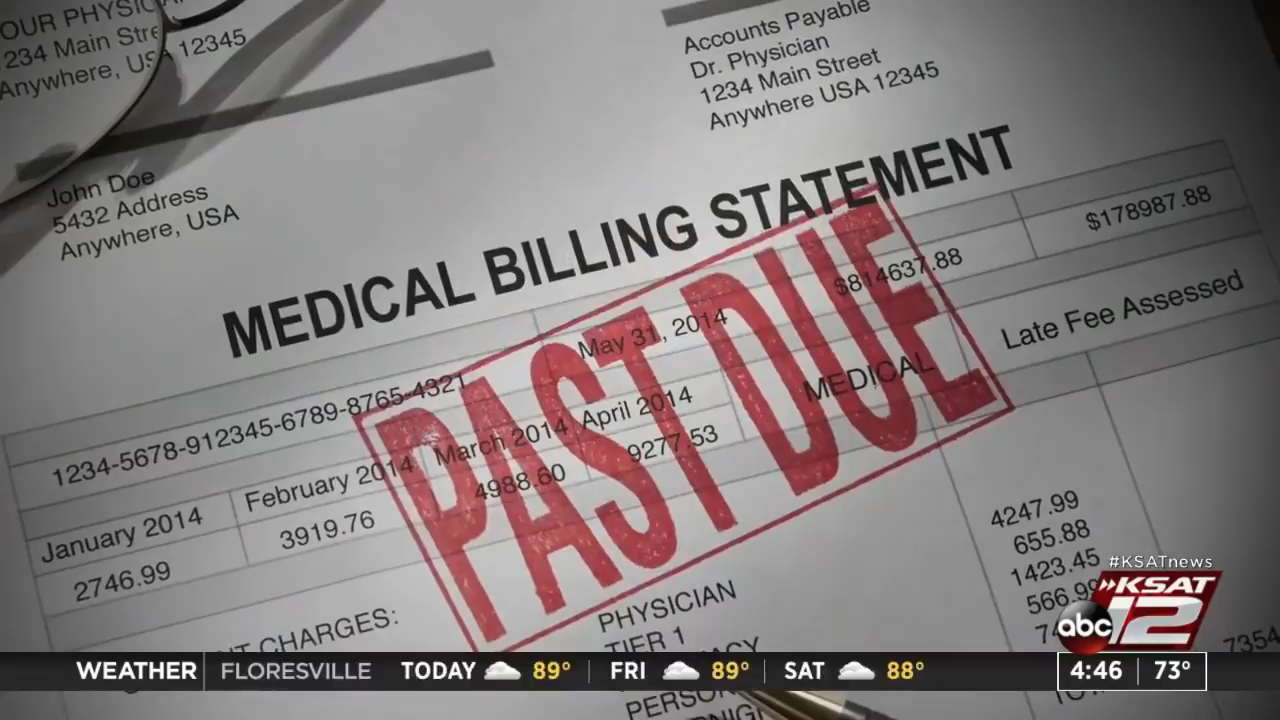 OUR PHYSIC
234 Main Stre
Anywhere, USA 12345
Accounts Payable
Dr. Physician
1234 Main Street
Anywhere USA 12345
John Doe
5432 Address
Anywhere, USA
MEDICAL BILLING STATEMENT
PAST DUE
1234-5678-912345-6789-8765-4321
May 31, 2014
$814637.88
$178987.88
January 2014
February 2014
March 2014
April 2014
MEDICAL
Late Fee Assessed
2746.99
3919.76
4988.60
9277.53
4247.99
655.88
1423.45
566.99
7354
CHARGES:
PHYSICIAN
TIER 1
#KSATnews
KSAT
abc 12
WEATHER FLORESVILLE TODAY 89° FRI 89° SAT 88° 4:46 73°